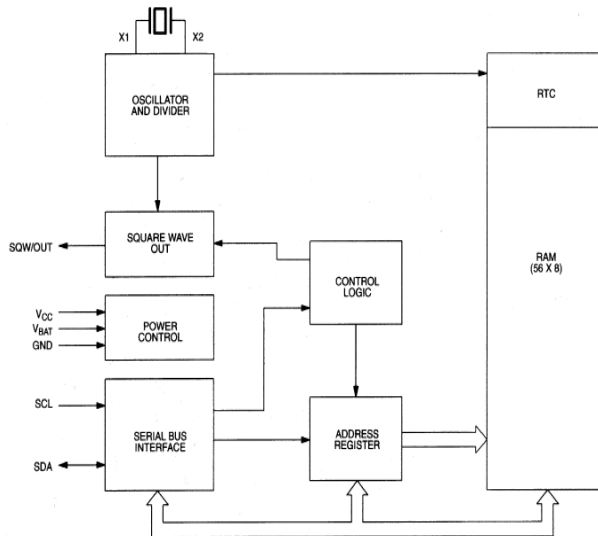 X1
X2
OSCILLATOR
AND DIVIDER
RTC
SQW/OUT
SQUARE WAVE
OUT
CONTROL
LOGIC
RAM
(56 X 8)
VCC
VBAT
GND
POWER
CONTROL
SCL
SDA
SERIAL BUS
INTERFACE
ADDRESS
REGISTER